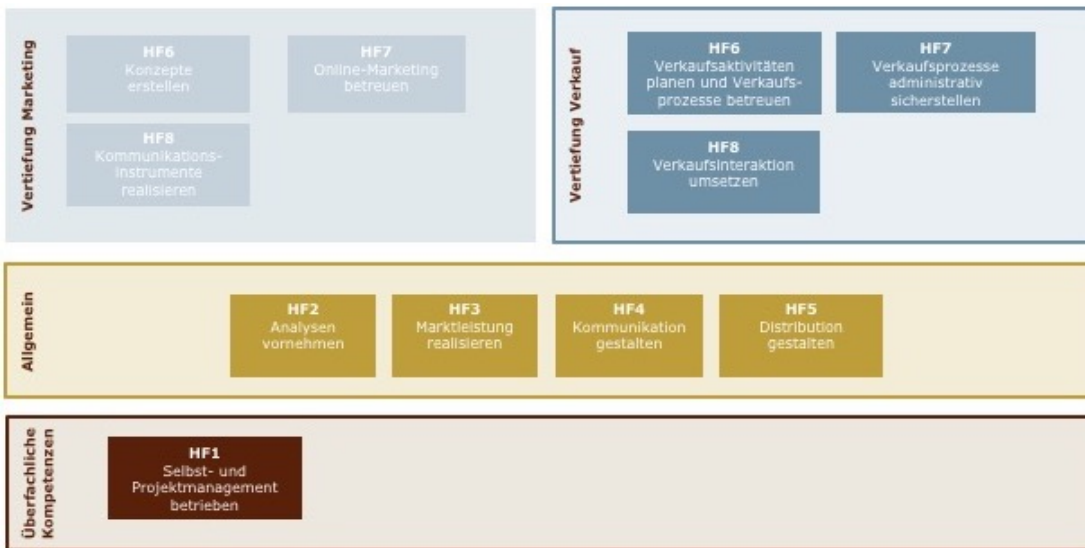 Vertiefung Marketing
HF6
Konzepte
erstellen
HF7
Online-Marketing
betreuen
HF8
Kommunikations-
instrumente
realisieren
Vertiefung Verkauf
HF6
Verkaufsaktivitäten
planen und Verkaufs-
prozesse betreuen
HF7
Verkaufsprozesse
administrativ
sicherstellen
HF8
Verkaufsinteraktion
umsetzen
Allgemein
HF2
Analysen
vornehmen
HF3
Marktleistung
realisieren
HF4
Kommunikation
gestalten
HF5
Distribution
gestalten
Überfachliche
Kompetenzen
HF1
Selbst- und
Projektmanagement
betrieben